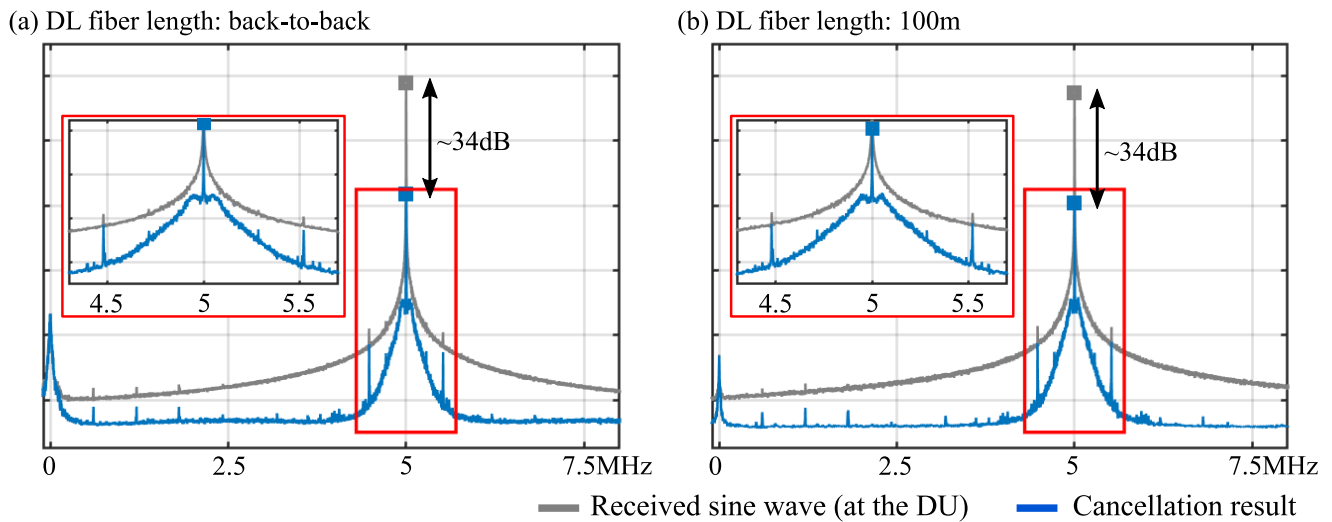 (a) DL fiber length: back-to-back
(b) DL fiber length: 100m
~34dB
4.5 5 5.5
0 2.5 5 7.5MHz
~34dB
4.5 5 5.5
0 2.5 5 7.5MHz
Received sine wave (at the DU)
Cancellation result